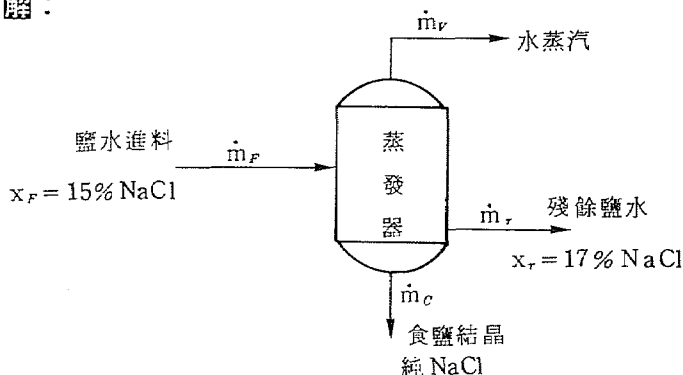 解：
ṁV
水蒸汽
鹽水進料
ṁF
xF = 15% NaCl
蒸
發
器
ṁr
殘餘鹽水
xr = 17% NaCl
ṁC
食鹽結晶
純 NaCl